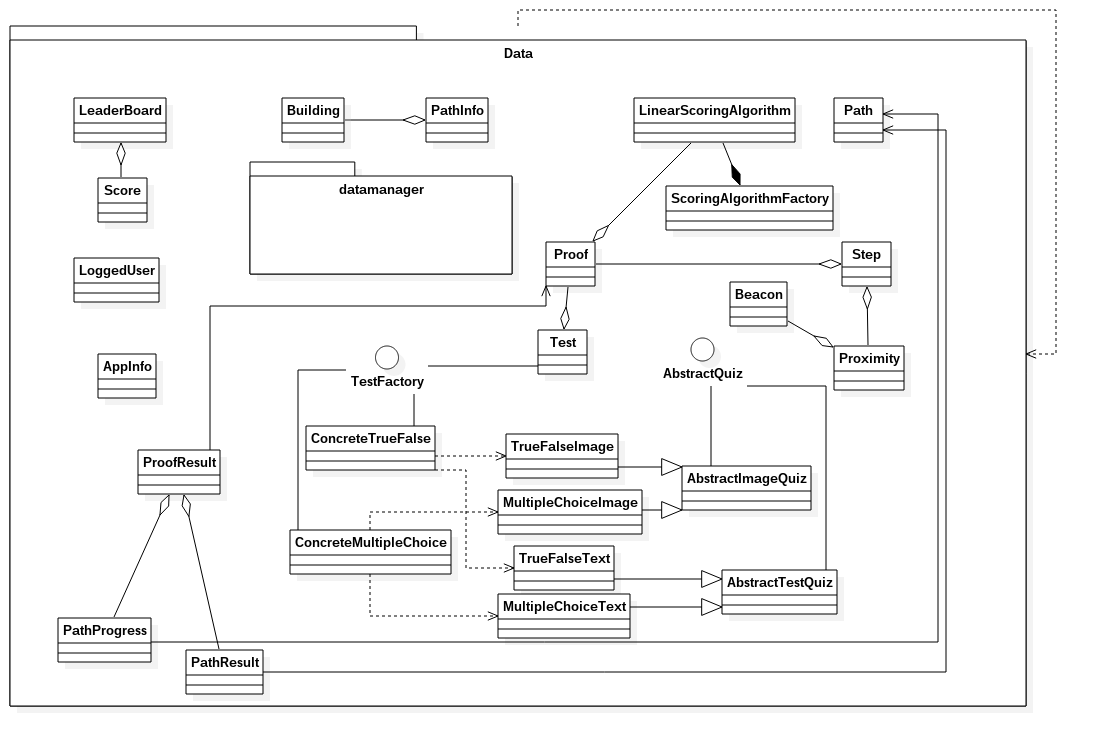 Data
LeaderBoard
Building
PathInfo
LinearScoringAlgorithm
Path
Score
datamanager
ScoringAlgorithmFactory
Proof
Step
LoggedUser
Beacon
Test
Proximity
AppInfo
TestFactory
AbstractQuiz
ConcreteTrueFalse
TrueFalseImage
ProofResult
AbstractImageQuiz
MultipleChoiceImage
ConcreteMultipleChoice
TrueFalseText
AbstractTestQuiz
MultipleChoiceText
PathProgress
PathResult